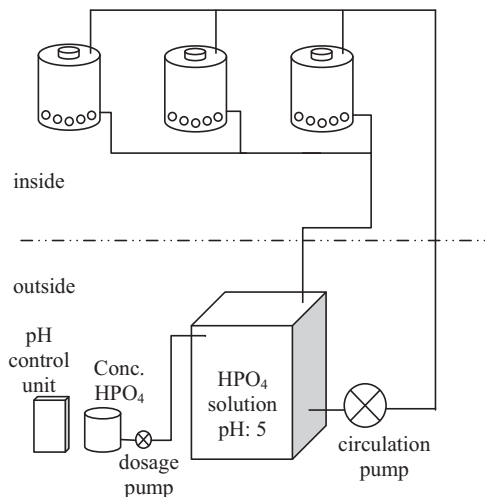 inside
outside
pH
control
unit
Conc.
HPO₄
dosage
pump
HPO₄
solution
pH: 5
circulation
pump